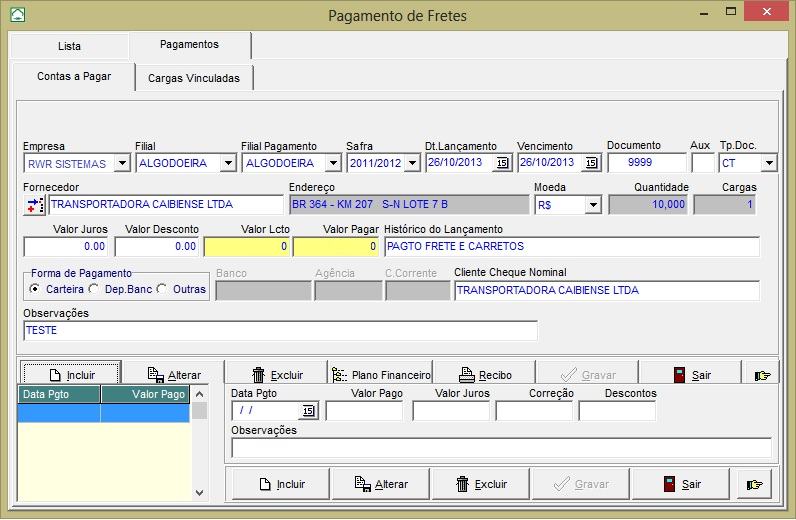 Pagamento de Fretes
Lista Pagamentos
Contas a Pagar Cargas Vinculadas
Empresa Filial Filial Pagamento Safra Dt.Lançamento Vencimento Documento Aux Tp.Doc.
RWR SISTEMAS ALGODOEIRA ALGODOEIRA 2011/2012 26/10/2013 15 26/10/2013 15 9999 CT
Fornecedor Endereço Moeda Quantidade Cargas
TRANSPORTADORA CAIBIENSE LTDA BR 364 - KM 207 S-N LOTE 7 B R$ 10,000 1
Valor Juros Valor Desconto Valor Lcto Valor Pagar Histórico do Lançamento
0.00 0.00 0 0 PAGTO FRETE E CARRETOS
Forma de Pagamento Banco Agência C.Corrente Cliente Cheque Nominal
Carteira Dep.Banc Outras TRANSPORTADORA CAIBIENSE LTDA
Observações
TESTE
Incluir Alterar Excluir Plano Financeiro Recibo Gravar Sair
Data Pgto Valor Pago Data Pgto Valor Pago Valor Juros Correção Descontos
/ / 15
Observações
Incluir Alterar Excluir Gravar Sair